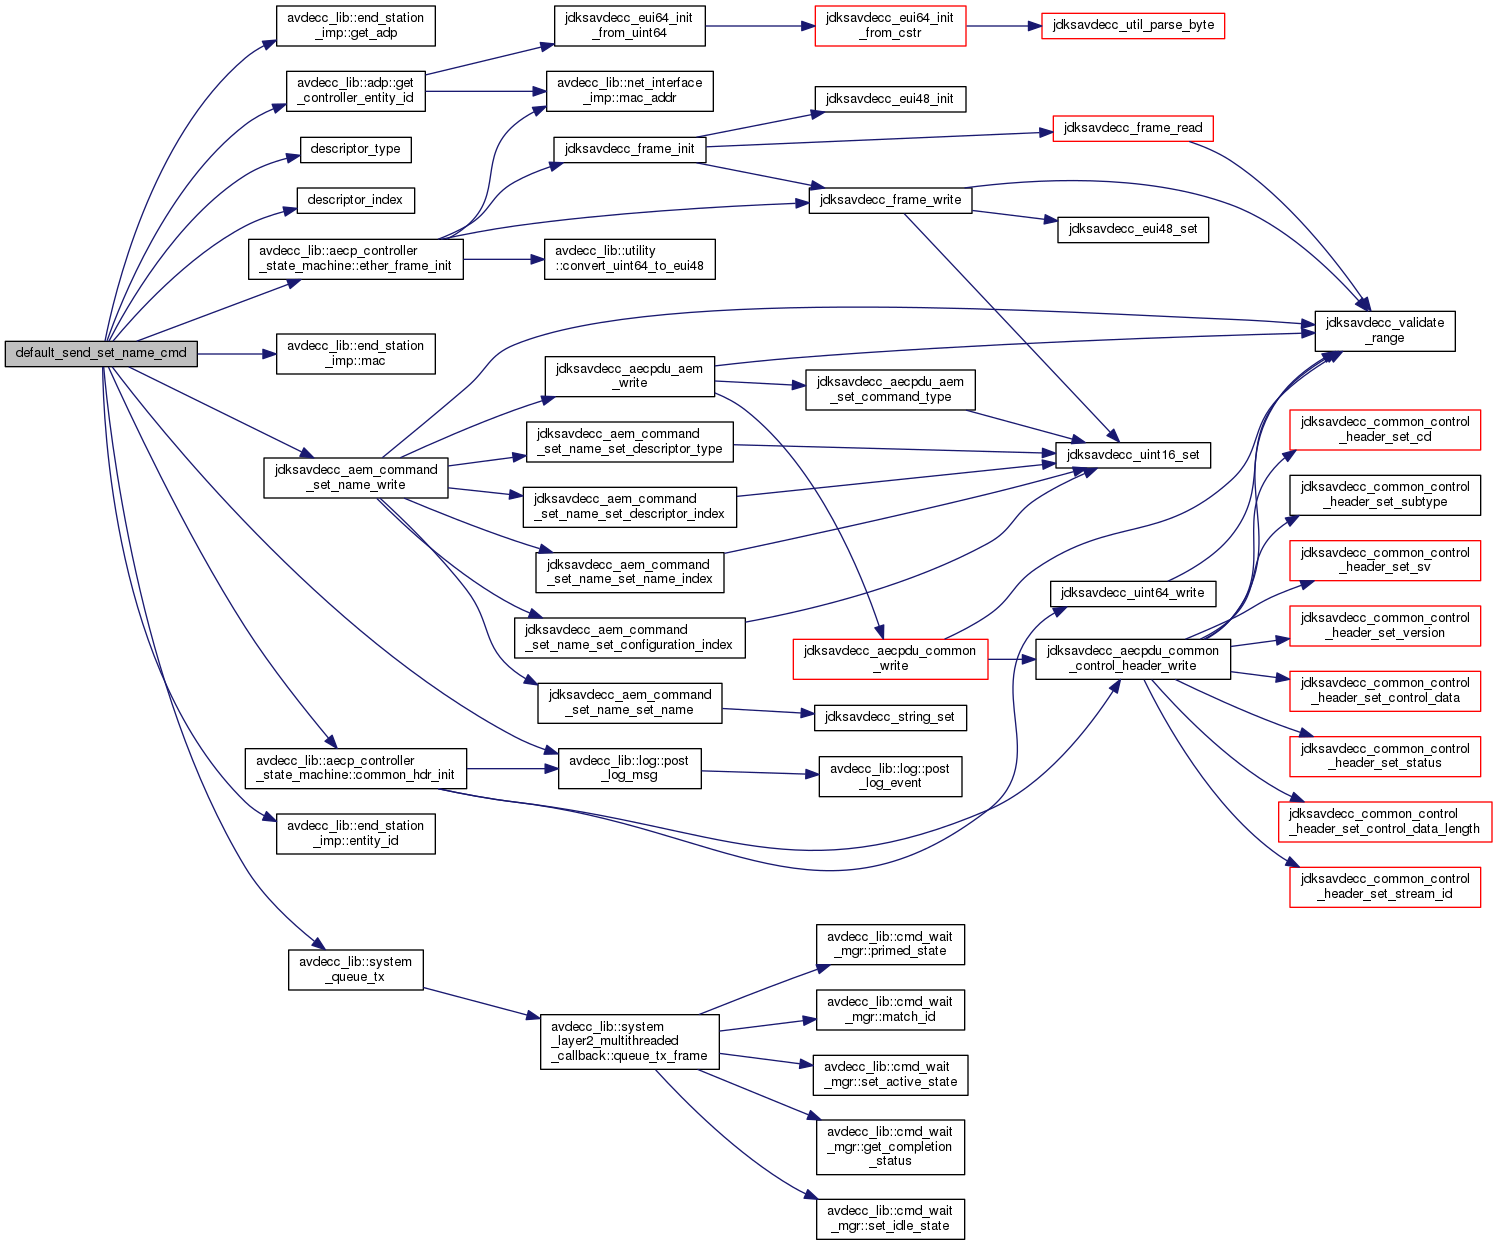 default_send_set_name_cmd
avdecc_lib::end_station
_imp::get_adp
avdecc_lib::adp::get
_controller_entity_id
descriptor_type
descriptor_index
avdecc_lib::aecp_controller
_state_machine::ether_frame_init
avdecc_lib::end_station
_imp::mac
jdksavdecc_aem_command
_set_name_write
avdecc_lib::aecp_controller
_state_machine::common_hdr_init
avdecc_lib::end_station
_imp::entity_id
avdecc_lib::system
_queue_tx
jdksavdecc_eui64_init
_from_uint64
avdecc_lib::net_interface
_imp::mac_addr
jdksavdecc_frame_init
avdecc_lib::utility
::convert_uint64_to_eui48
jdksavdecc_aecpdu_aem
_write
jdksavdecc_aem_command
_set_name_set_descriptor_type
jdksavdecc_aem_command
_set_name_set_descriptor_index
jdksavdecc_aem_command
_set_name_set_name_index
jdksavdecc_aem_command
_set_name_set_configuration_index
jdksavdecc_aem_command
_set_name_set_name
avdecc_lib::log::post
_log_msg
avdecc_lib::system
_layer2_multithreaded
_callback::queue_tx_frame
jdksavdecc_eui64_init
_from_cstr
jdksavdecc_eui48_init
jdksavdecc_frame_write
jdksavdecc_aecpdu_aem
_set_command_type
jdksavdecc_aecpdu_common
_write
jdksavdecc_string_set
avdecc_lib::log::post
_log_event
avdecc_lib::cmd_wait
_mgr::primed_state
avdecc_lib::cmd_wait
_mgr::match_id
avdecc_lib::cmd_wait
_mgr::set_active_state
avdecc_lib::cmd_wait
_mgr::get_completion
_status
avdecc_lib::cmd_wait
_mgr::set_idle_state
jdksavdecc_util_parse_byte
jdksavdecc_frame_read
jdksavdecc_eui48_set
jdksavdecc_uint16_set
jdksavdecc_uint64_write
jdksavdecc_aecpdu_common
_control_header_write
jdksavdecc_validate
_range
jdksavdecc_common_control
_header_set_cd
jdksavdecc_common_control
_header_set_subtype
jdksavdecc_common_control
_header_set_sv
jdksavdecc_common_control
_header_set_version
jdksavdecc_common_control
_header_set_control_data
jdksavdecc_common_control
_header_set_status
jdksavdecc_common_control
_header_set_control_data_length
jdksavdecc_common_control
_header_set_stream_id